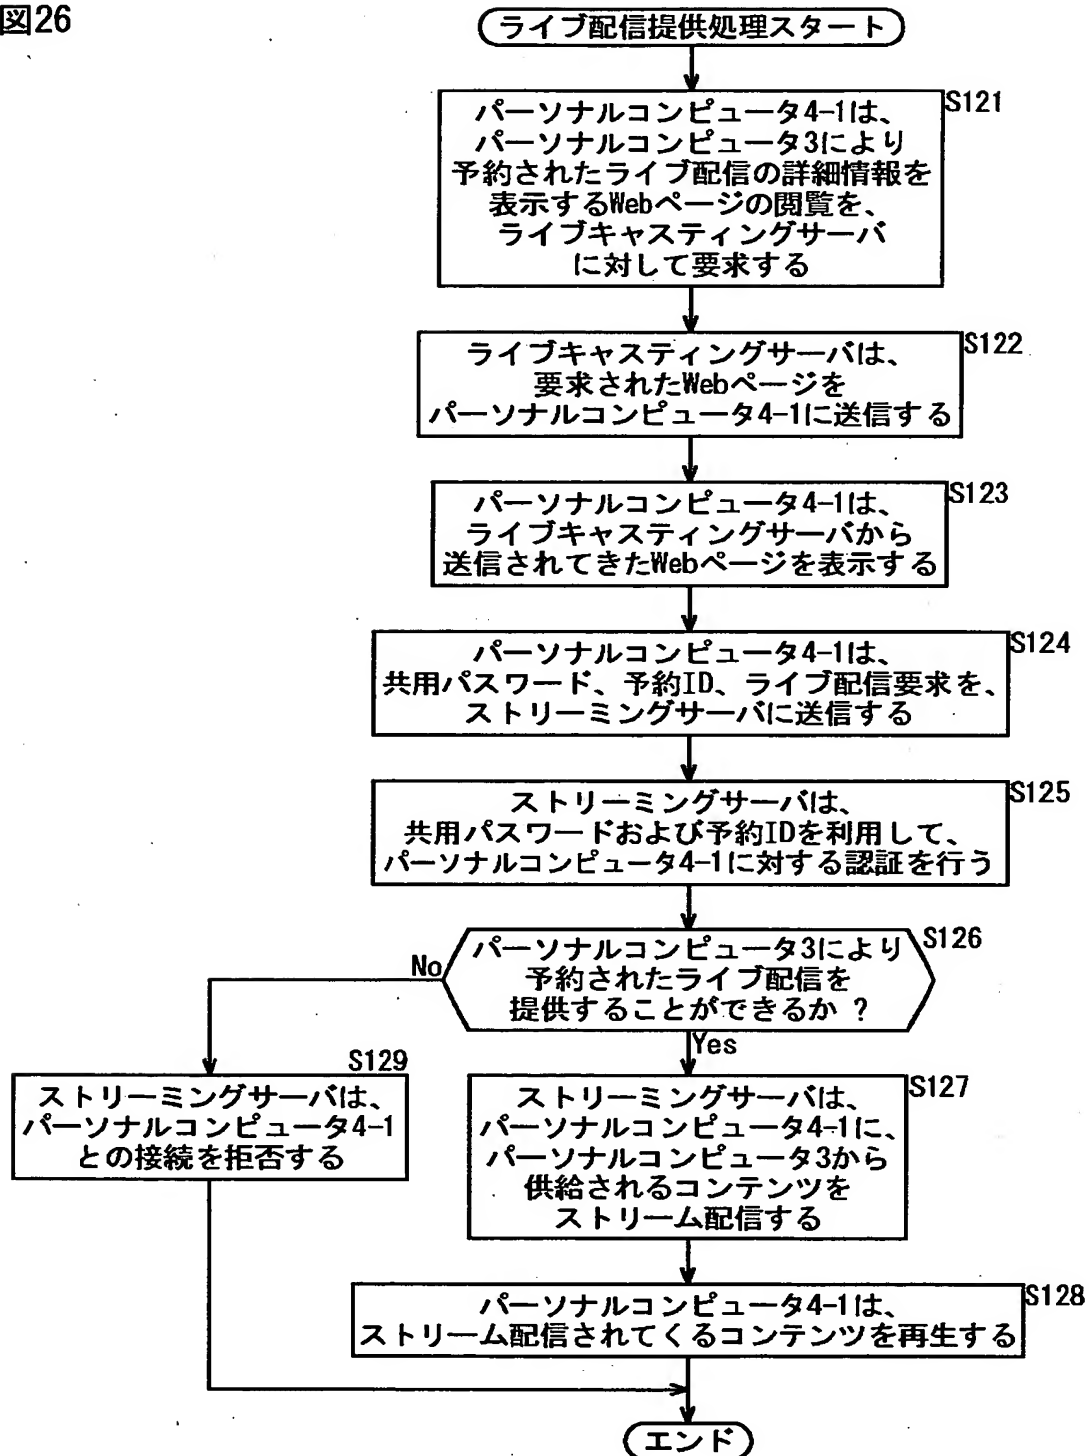 図26
ライブ配信提供処理スタート
S121
パーソナルコンピュータ4-1は、
パーソナルコンピュータ3により
予約されたライブ配信の詳細情報を
表示するWebページの閲覧を、
ライブキャスティングサーバ
に対して要求する
S122
ライブキャスティングサーバは、
要求されたWebページを
パーソナルコンピュータ4-1に送信する
S123
パーソナルコンピュータ4-1は、
ライブキャスティングサーバから
送信されてきたWebページを表示する
S124
パーソナルコンピュータ4-1は、
共用パスワード、予約ID、ライブ配信要求を、
ストリーミングサーバに送信する
S125
ストリーミングサーバは、
共用パスワードおよび予約IDを利用して、
パーソナルコンピュータ4-1に対する認証を行う
S126
パーソナルコンピュータ3により
予約されたライブ配信を
提供することができるか ?
No
Yes
S129
ストリーミングサーバは、
パーソナルコンピュータ4-1
との接続を拒否する
S127
ストリーミングサーバは、
パーソナルコンピュータ4-1に、
パーソナルコンピュータ3から
供給されるコンテンツを
ストリーム配信する
S128
パーソナルコンピュータ4-1は、
ストリーム配信されてくるコンテンツを再生する
エンド